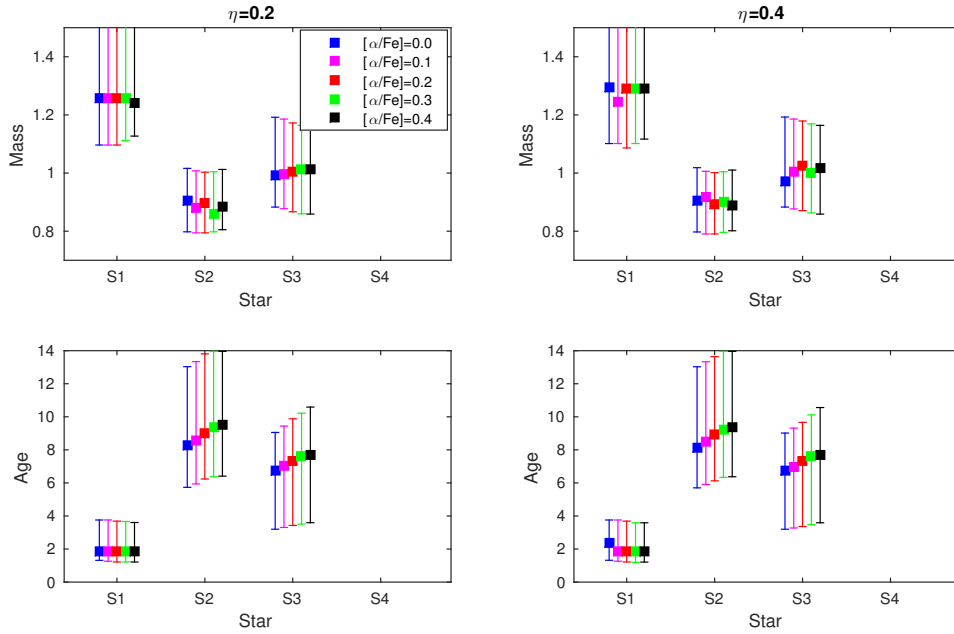 η=0.2
1.4
1.2
1
0.8
Mass
[α/Fe]=0.0
[α/Fe]=0.1
[α/Fe]=0.2
[α/Fe]=0.3
[α/Fe]=0.4
S1 S2 S3 S4
Star
η=0.4
1.4
1.2
1
0.8
Mass
S1 S2 S3 S4
Star
14
12
10
8
6
4
2
0
Age
S1 S2 S3 S4
Star
14
12
10
8
6
4
2
0
Age
S1 S2 S3 S4
Star